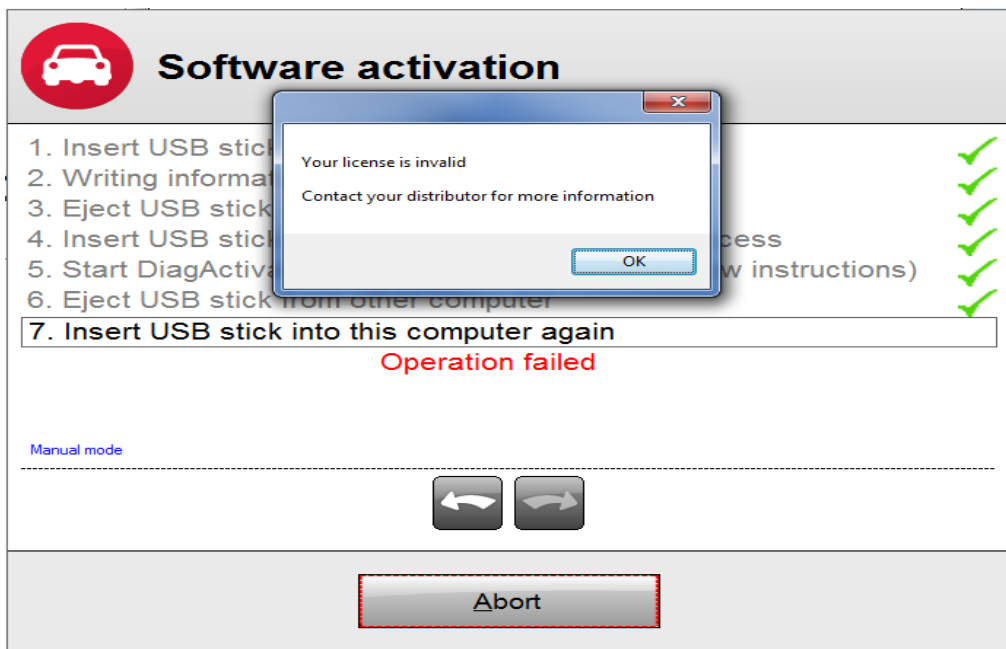 Software activation
Your license is invalid
Contact your distributor for more information
OK
1. Insert USB stick
2. Writing informat
3. Eject USB stick
4. Insert USB stick cess
5. Start DiagActiva w instructions)
6. Eject USB stick from other computer
7. Insert USB stick into this computer again
Operation failed
Manual mode
Abort